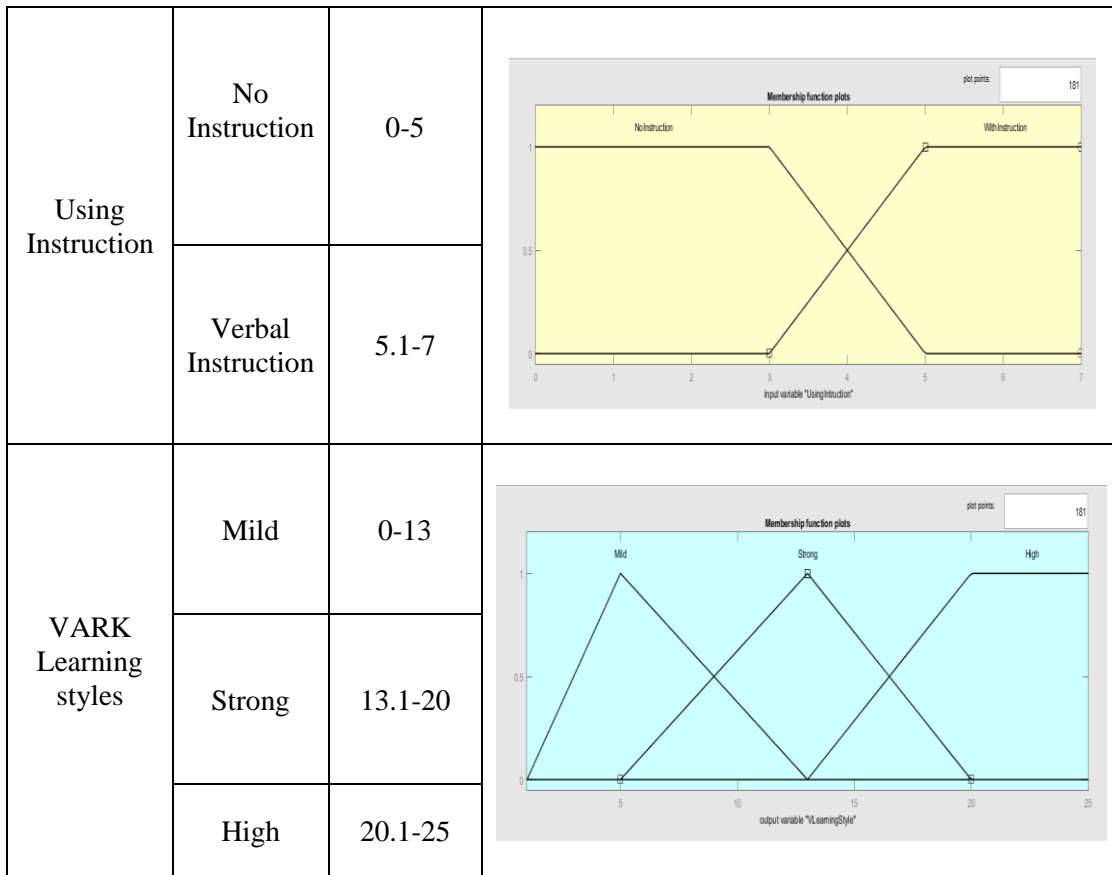 Using
Instruction
No
Instruction
0-5
plot points:
181
Membership function plots
NoInstruction
WithInstruction
1
0.5
0
0 1 2 3 4 5 6 7
input variable "UsingIntruction"
Verbal
Instruction
5.1-7
VARK
Learning
styles
Mild
0-13
plot points:
181
Membership function plots
Mild
Strong
High
1
0.5
0
5 10 15 20 25
output variable "VLearningStyle"
Strong
13.1-20
High
20.1-25